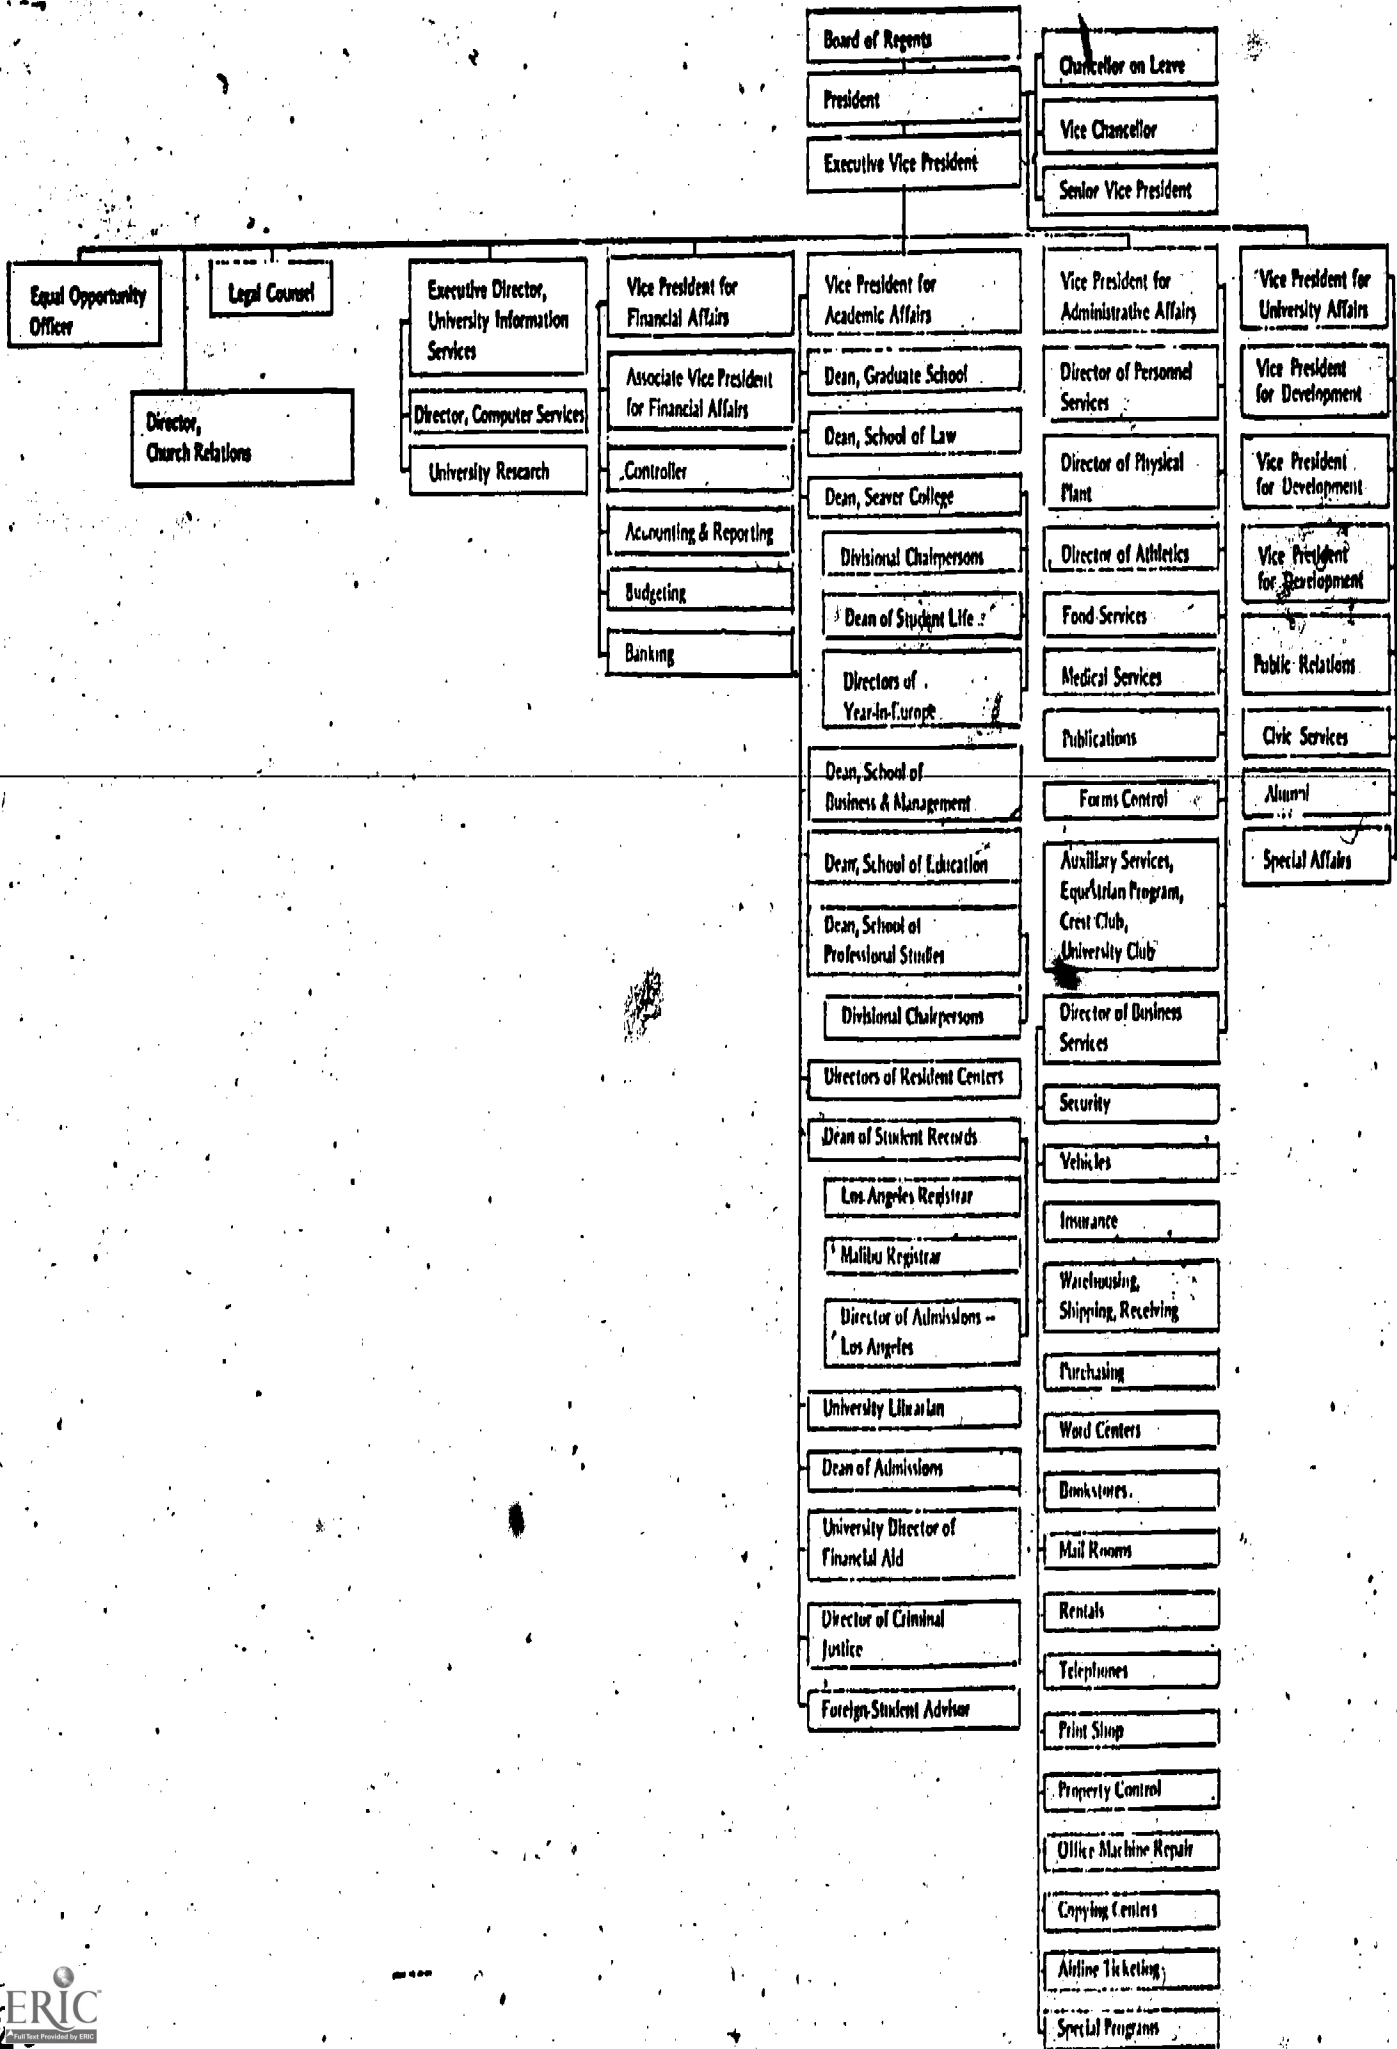 Board of Regents
President
Executive Vice President
Chancellor on Leave
Vice Chancellor
Senior Vice President
Equal Opportunity
Officer
Legal Counsel
Director,
Church Relations
Executive Director,
University Information
Services
Director, Computer Services
University Research
Vice President for
Financial Affairs
Associate Vice President
for Financial Affairs
Controller
Accounting & Reporting
Budgeting
Banking
Vice President for
Academic Affairs
Dean, Graduate School
Dean, School of Law
Dean, Seaver College
Divisional Chairpersons
Dean of Student Life
Directors of
Year-In-Europe
Dean, School of
Business & Management
Dean, School of Education
Dean, School of
Professional Studies
Divisional Chairpersons
Directors of Resident Centers
Dean of Student Records
Los Angeles Registrar
Malibu Registrar
Director of Admissions --
Los Angeles
University Librarian
Dean of Admissions
University Director of
Financial Aid
Director of Criminal
Justice
Foreign-Student Advisor
Vice President for
Administrative Affairs
Director of Personnel
Services
Director of Physical
Plant
Director of Athletics
Food Services
Medical Services
Publications
Forms Control
Auxiliary Services,
Equestrian Program,
Crest Club,
University Club
Director of Business
Services
Security
Vehicles
Insurance
Warehousing,
Shipping, Receiving
Purchasing
Word Centers
Bookstores
Mail Rooms
Rentals
Telephones
Print Shop
Property Control
Office Machine Repair
Copying Centers
Airline Ticketing
Special Programs
Vice President for
University Affairs
Vice President
for Development
Vice President
for Development
Vice President
for Development
Public Relations
Civic Services
Alumni
Special Affairs
ERIC
Full Text Provided by ERIC